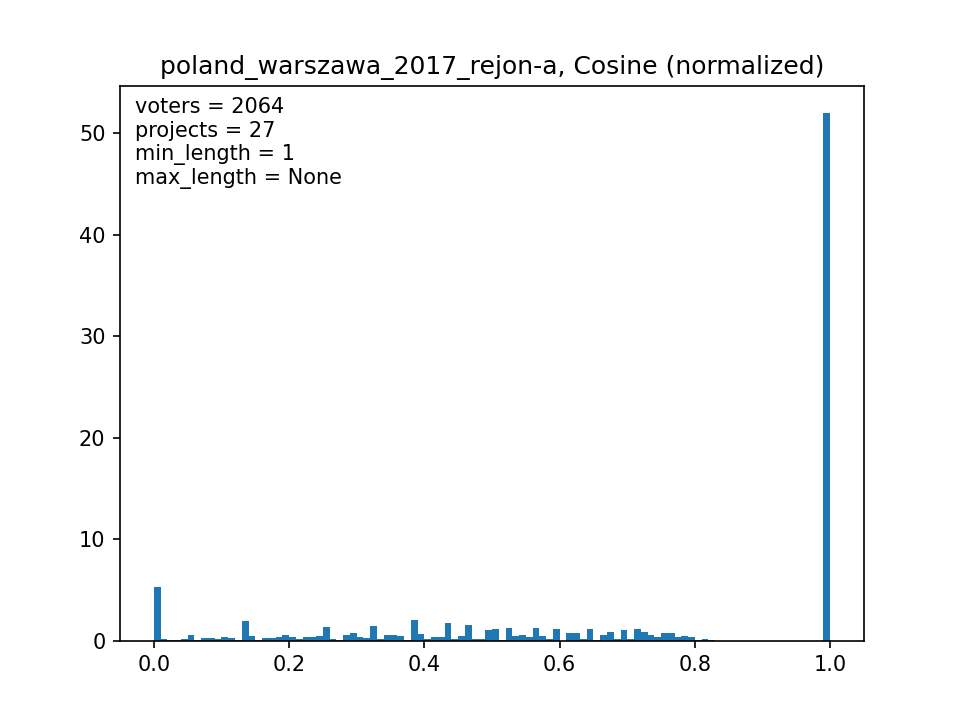 poland_warszawa_2017_rejon-a, Cosine (normalized)
voters = 2064
projects = 27
min_length = 1
max_length = None
50
40
30
20
10
0
0.0 0.2 0.4 0.6 0.8 1.0